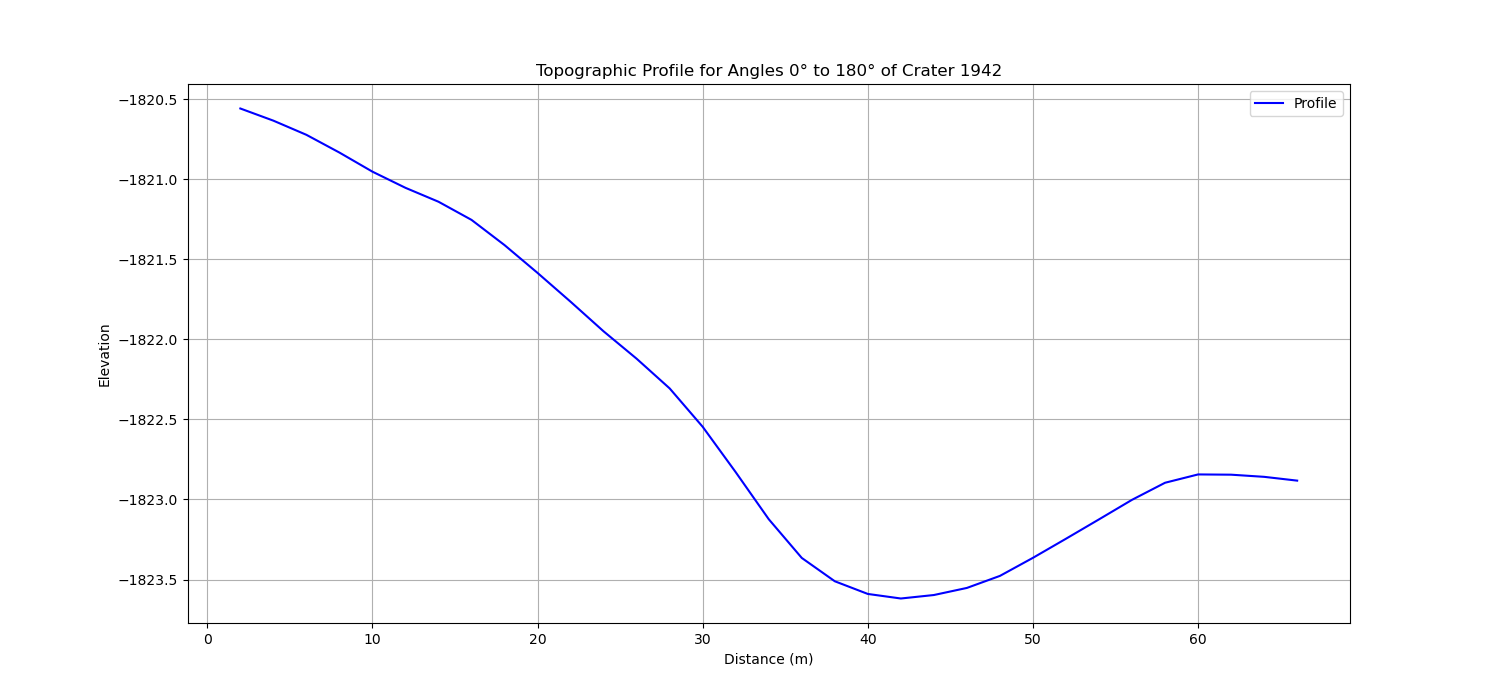 Topographic Profile for Angles 0° to 180° of Crater 1942
Profile
−1820.5
−1821.0
−1821.5
−1822.0
−1822.5
−1823.0
−1823.5
Elevation
0 10 20 30 40 50 60
Distance (m)